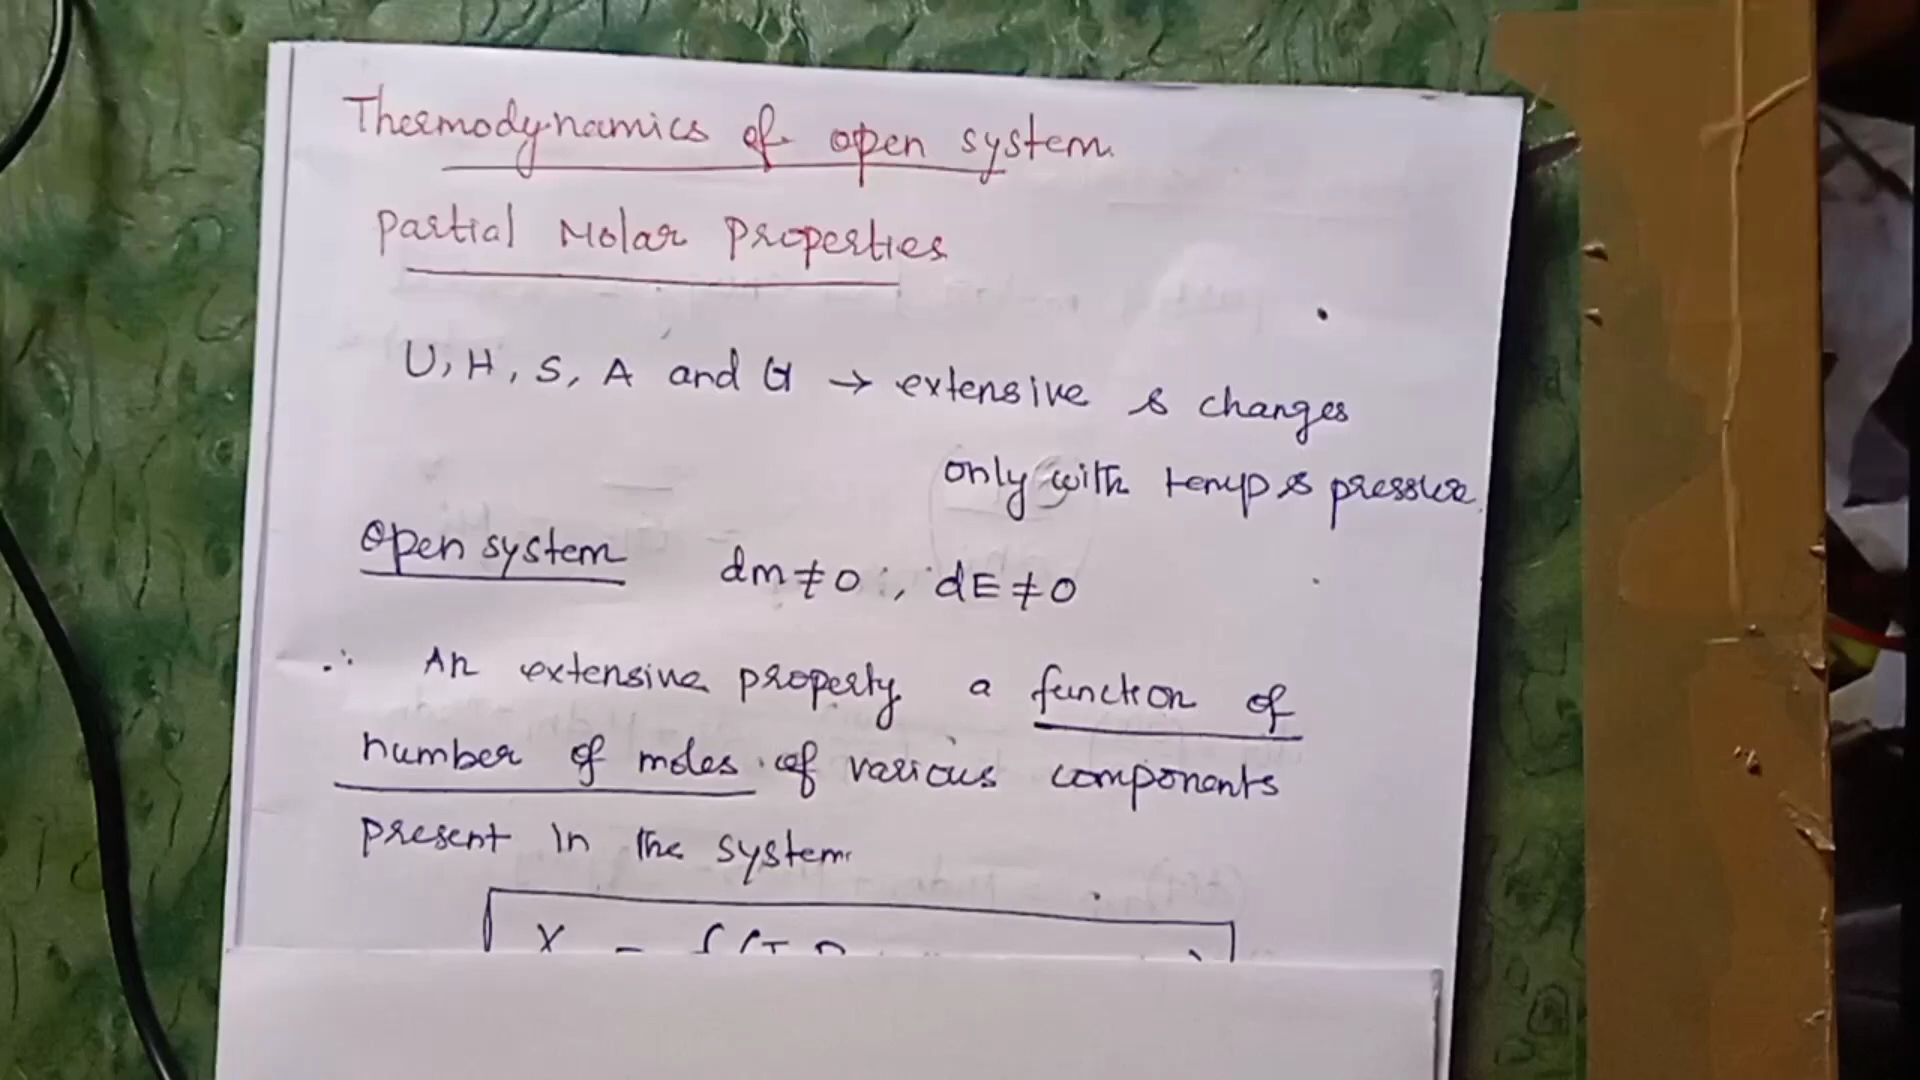 Thermodynamics of open system.
Partial Molar Properties
U, H, S, A and G → extensive & changes
only with temp & pressure.
Open system dm ≠ 0, dE ≠ 0
∴ An extensive property a function of
number of moles of various components
present in the system.
X =